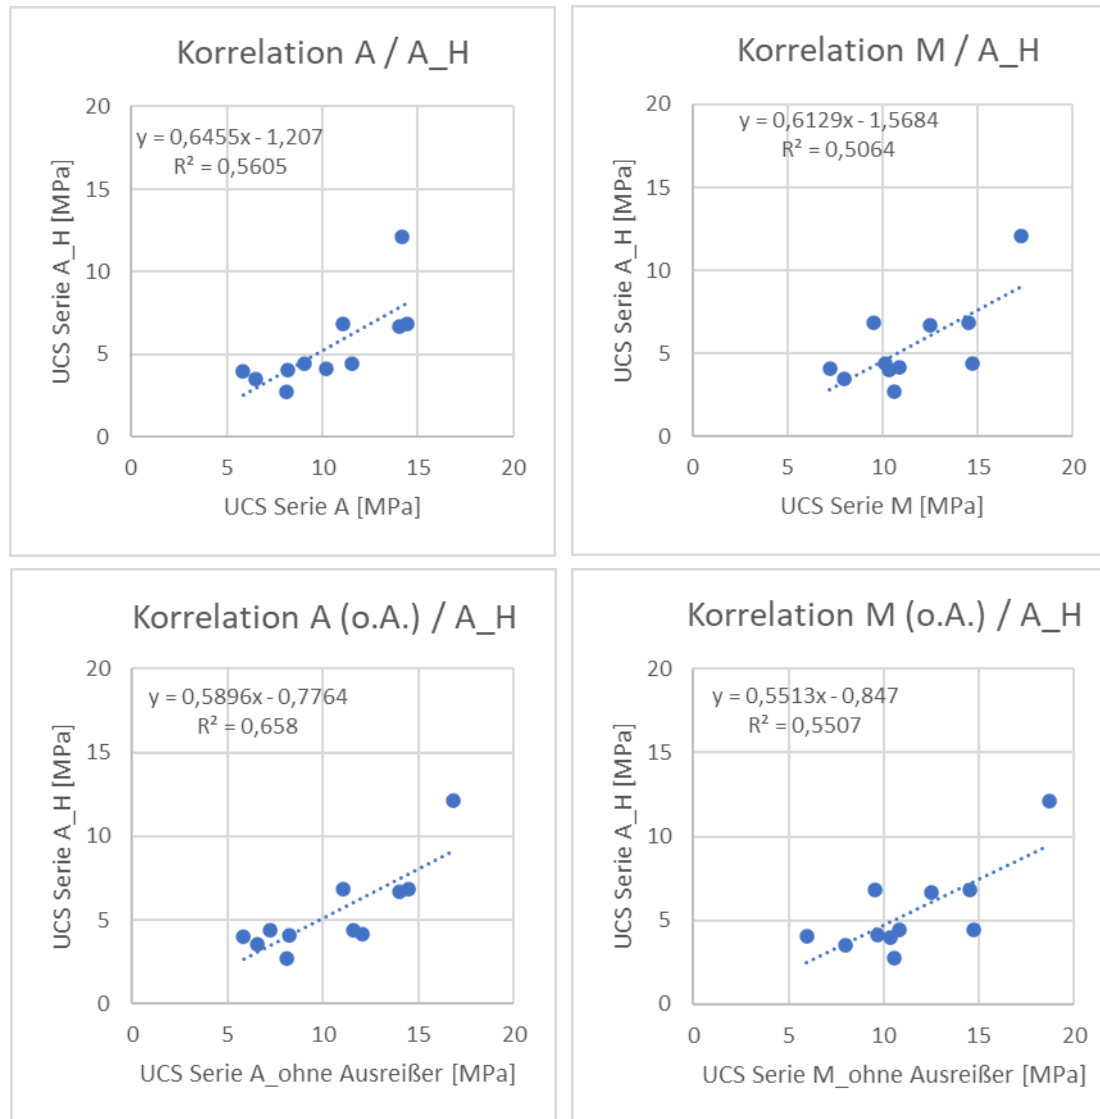 Korrelation A / A_H
y = 0,6455x - 1,207
R² = 0,5605
UCS Serie A_H [MPa]
20
15
10
5
0
0 5 10 15 20
UCS Serie A [MPa]
Korrelation M / A_H
y = 0,6129x - 1,5684
R² = 0,5064
UCS Serie A_H [MPa]
20
15
10
5
0
0 5 10 15 20
UCS Serie M [MPa]
Korrelation A (o.A.) / A_H
y = 0,5896x - 0,7764
R² = 0,658
UCS Serie A_H [MPa]
20
15
10
5
0
0 5 10 15 20
UCS Serie A_ohne Ausreißer [MPa]
Korrelation M (o.A.) / A_H
y = 0,5513x - 0,847
R² = 0,5507
UCS Serie A_H [MPa]
20
15
10
5
0
0 5 10 15 20
UCS Serie M_ohne Ausreißer [MPa]